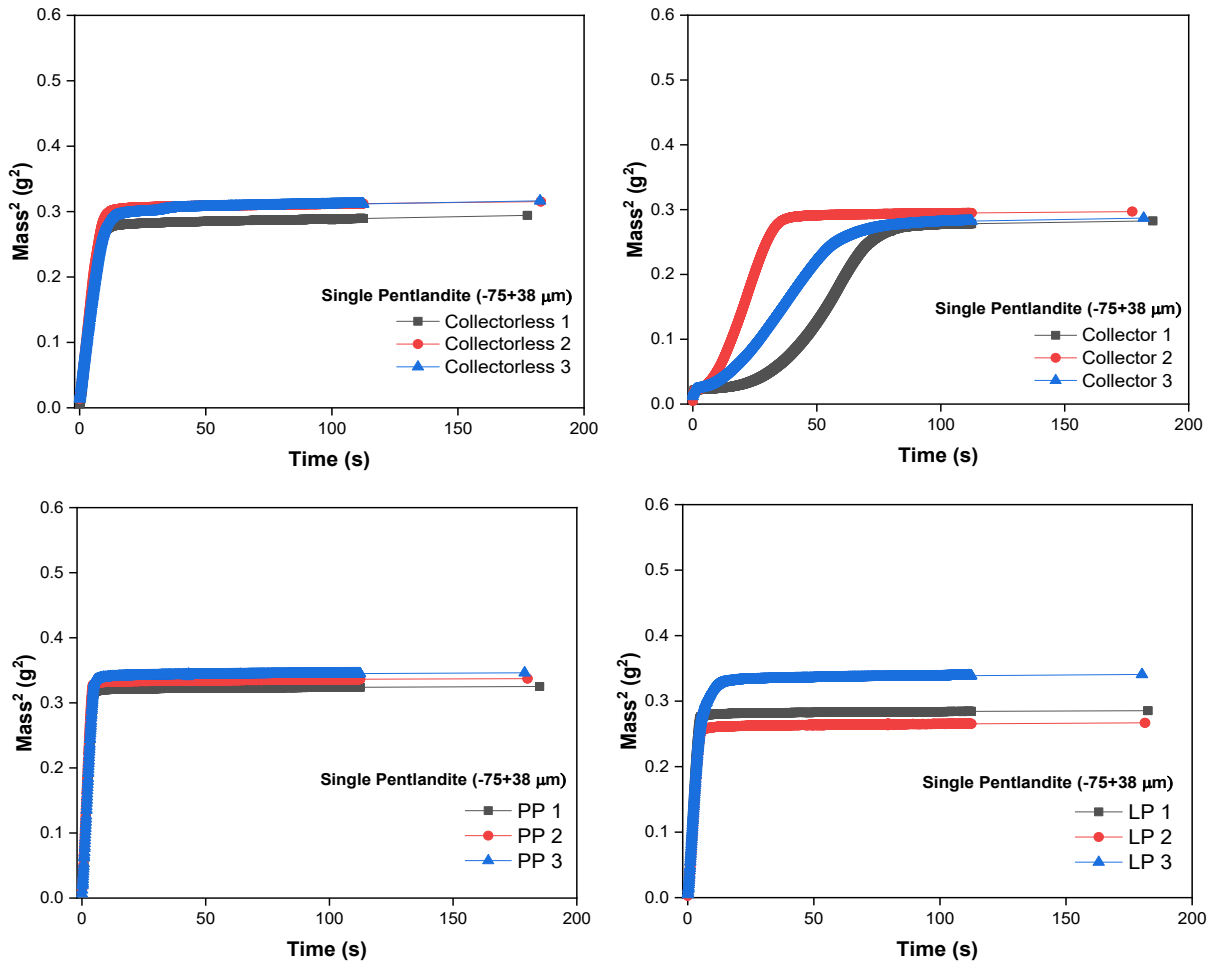 0.6
0.5
0.4
0.3
0.2
0.1
0.0
Mass² (g²)
Single Pentlandite (-75+38 μm)
Collectorless 1
Collectorless 2
Collectorless 3
0 50 100 150 200
Time (s)
0.6
0.5
0.4
0.3
0.2
0.1
0.0
Mass² (g²)
Single Pentlandite (-75+38 μm)
Collector 1
Collector 2
Collector 3
0 50 100 150 200
Time (s)
0.6
0.5
0.4
0.3
0.2
0.1
0.0
Mass² (g²)
Single Pentlandite (-75+38 μm)
PP 1
PP 2
PP 3
0 50 100 150 200
Time (s)
0.6
0.5
0.4
0.3
0.2
0.1
0.0
Mass² (g²)
Single Pentlandite (-75+38 μm)
LP 1
LP 2
LP 3
0 50 100 150 200
Time (s)